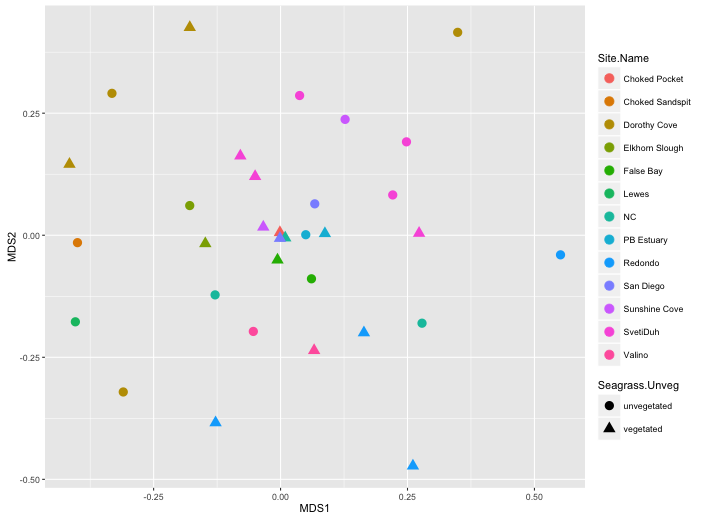 0.25
0.00
-0.25
-0.50
MDS2
-0.25
0.00
0.25
0.50
MDS1
Site.Name
Choked Pocket
Choked Sandspit
Dorothy Cove
Elkhorn Slough
False Bay
Lewes
NC
PB Estuary
Redondo
San Diego
Sunshine Cove
SvetiDuh
Valino
Seagrass.Unveg
unvegetated
vegetated